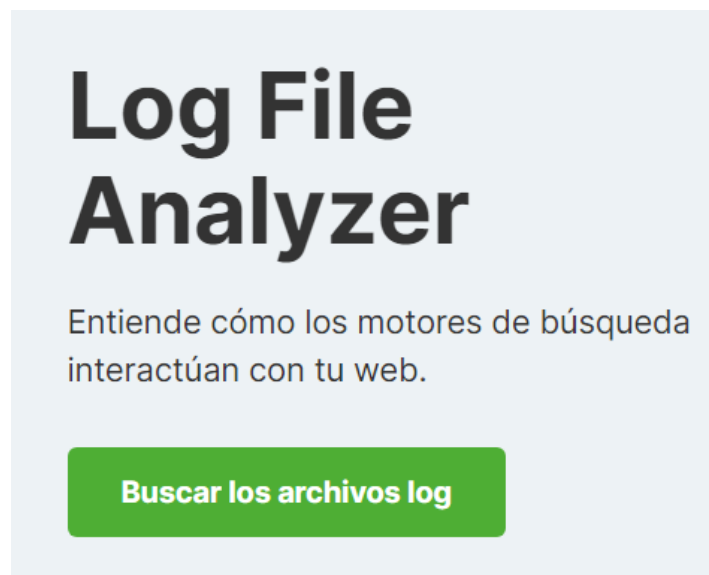 Log File
Analyzer
Entiende cómo los motores de búsqueda
interactúan con tu web.
Buscar los archivos log